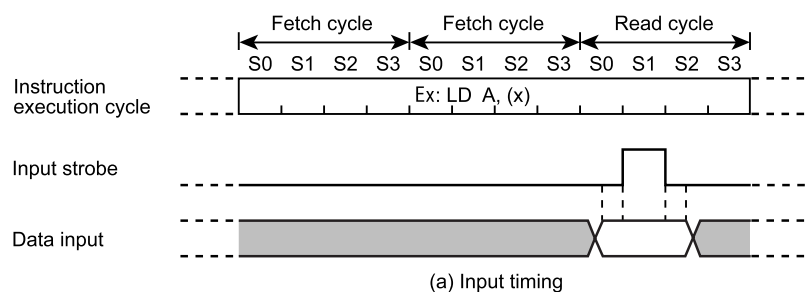 Fetch cycle Fetch cycle Read cycle
S0 S1 S2 S3 S0 S1 S2 S3 S0 S1 S2 S3
Instruction
execution cycle
Ex: LD A, (x)
Input strobe
Data input
(a) Input timing